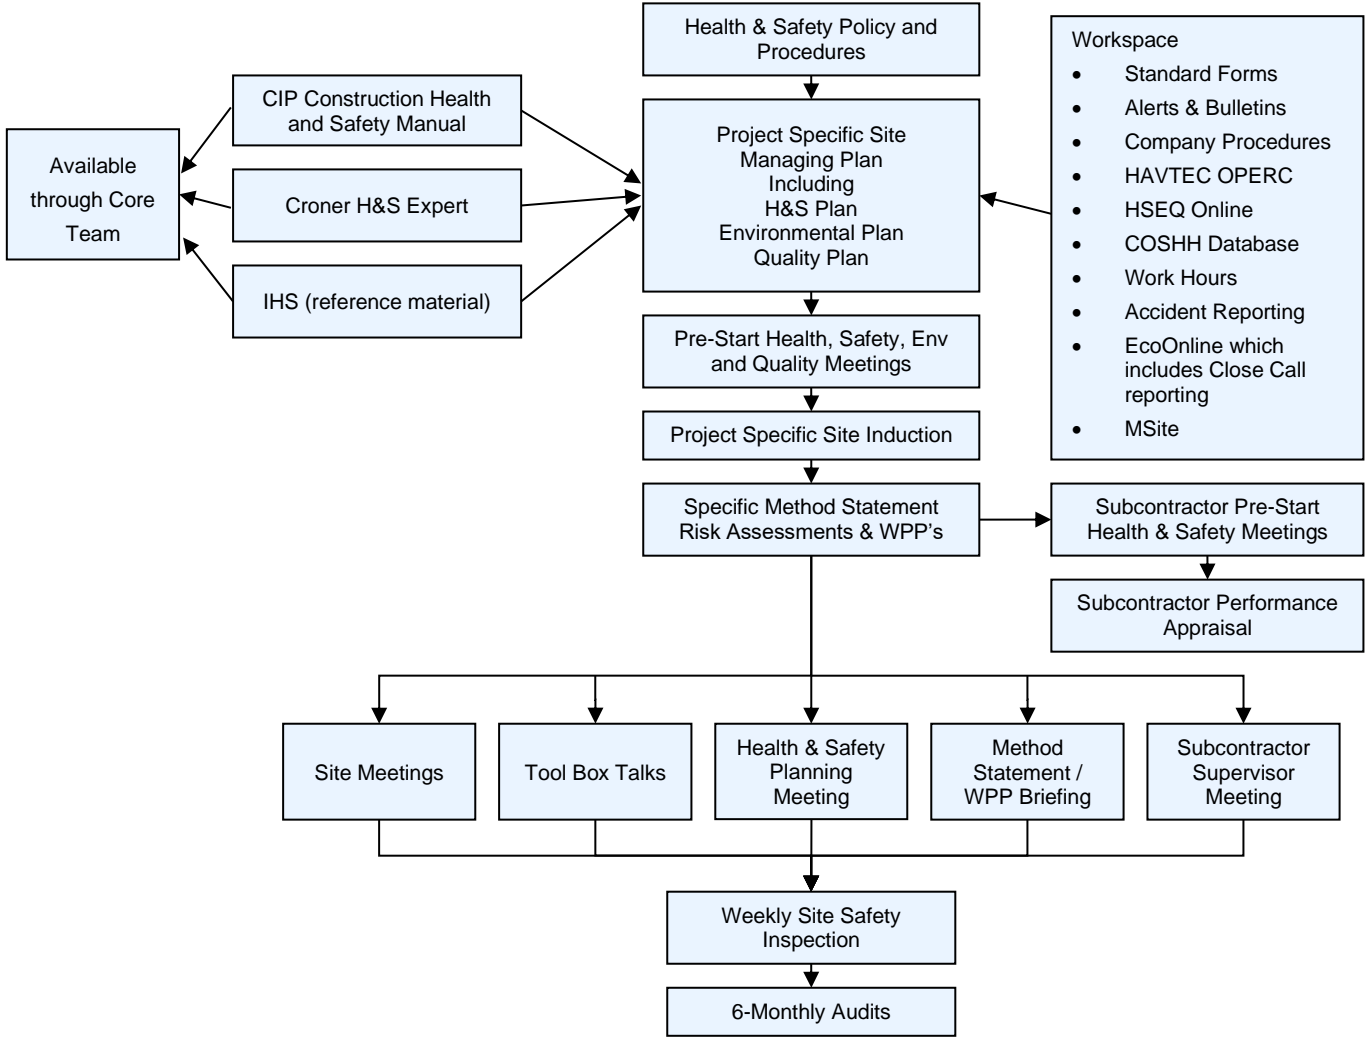 Health & Safety Policy and
Procedures
Workspace
• Standard Forms
• Alerts & Bulletins
• Company Procedures
• HAVTEC OPERC
• HSEQ Online
• COSHH Database
• Work Hours
• Accident Reporting
• EcoOnline which
includes Close Call
reporting
• MSite
CIP Construction Health
and Safety Manual
Available
through Core
Team
Croner H&S Expert
IHS (reference material)
Project Specific Site
Managing Plan
Including
H&S Plan
Environmental Plan
Quality Plan
Pre-Start Health, Safety, Env
and Quality Meetings
Project Specific Site Induction
Specific Method Statement
Risk Assessments & WPP’s
Subcontractor Pre-Start
Health & Safety Meetings
Subcontractor Performance
Appraisal
Site Meetings
Tool Box Talks
Health & Safety
Planning
Meeting
Method
Statement /
WPP Briefing
Subcontractor
Supervisor
Meeting
Weekly Site Safety
Inspection
6-Monthly Audits